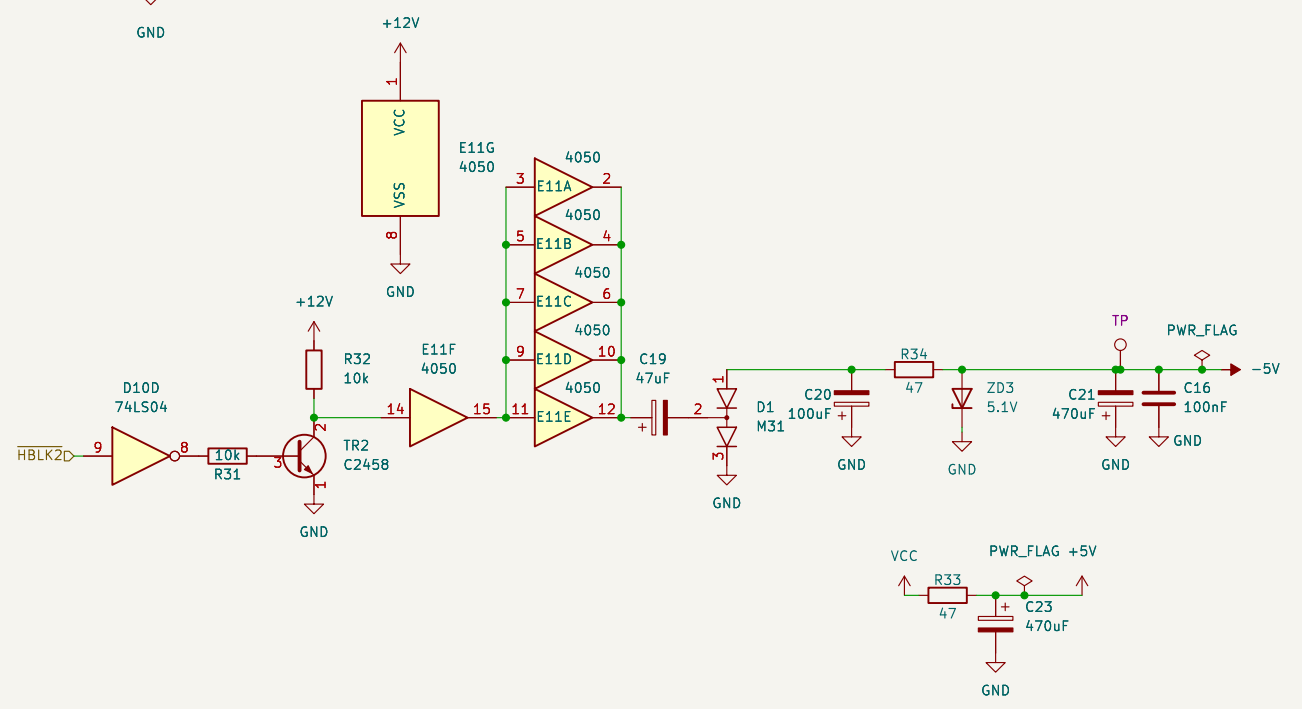 GND
+12V
1
VCC
VSS
8
GND
E11G
4050
4050
3
E11A
2
4050
5
E11B
4
4050
7
E11C
6
4050
9
E11D
10
4050
11
E11E
12
+12V
R32
10k
E11F
4050
14
15
C19
47uF
+
2
1
D1
M31
3
GND
D10D
74LS04
HBLK2
9
8
10k
R31
3
2
TR2
C2458
1
GND
C20
100uF
+
GND
R34
47
ZD3
5.1V
GND
TP
PWR_FLAG
-5V
C21
470uF
+
GND
C16
100nF
GND
VCC
R33
47
PWR_FLAG
+5V
+
C23
470uF
GND